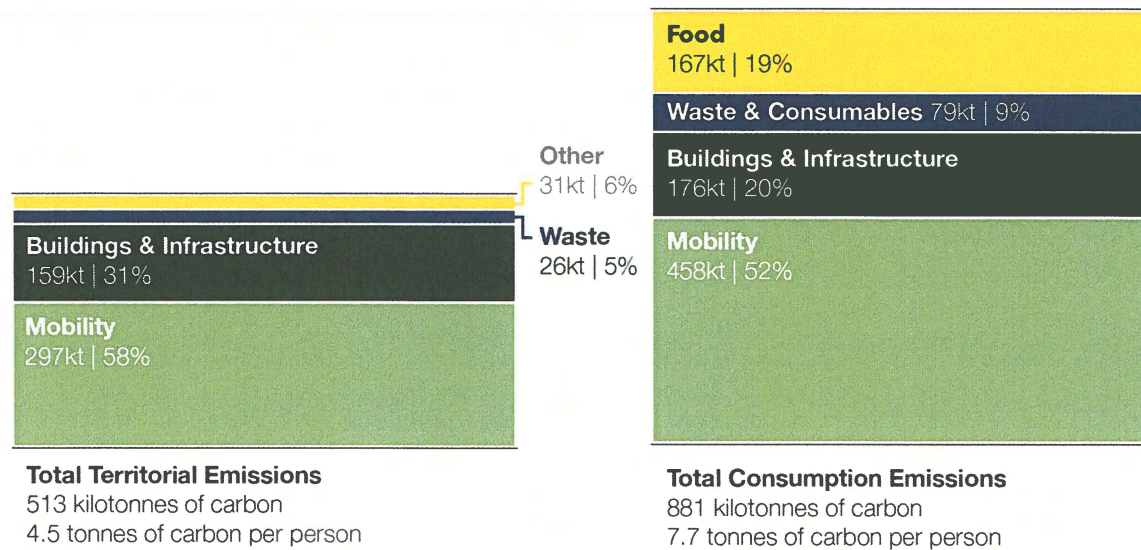 Other
31kt | 6%
Waste
26kt | 5%
Buildings & Infrastructure
159kt | 31%
Mobility
297kt | 58%
Total Territorial Emissions
513 kilotonnes of carbon
4.5 tonnes of carbon per person
Food
167kt | 19%
Waste & Consumables 79kt | 9%
Buildings & Infrastructure
176kt | 20%
Mobility
458kt | 52%
Total Consumption Emissions
881 kilotonnes of carbon
7.7 tonnes of carbon per person